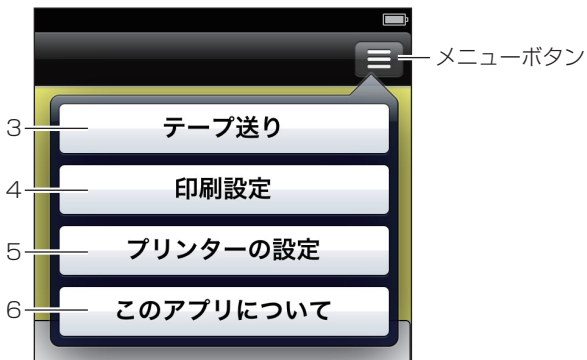 メニューボタン
3 テープ送り
4 印刷設定
5 プリンターの設定
6 このアプリについて